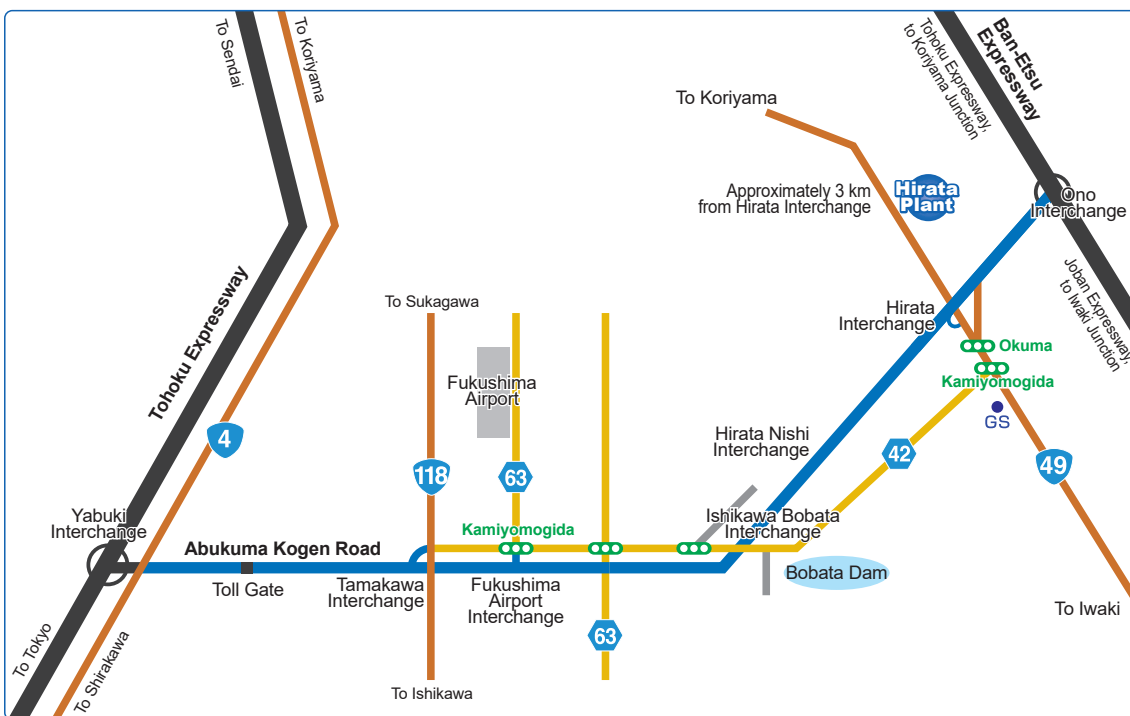 To Sendai
To Koriyama
Tohoku Expressway,
to Koriyama Junction
Ban-Etsu
Expressway
To Koriyama
Approximately 3 km
from Hirata Interchange
Hirata
Plant
Ono
Interchange
Joban Expressway,
to Iwaki Junction
Tohoku Expressway
To Sukagawa
Hirata
Interchange
Okuma
Kamiyomogida
GS
Fukushima
Airport
4
Hirata Nishi
Interchange
42
49
118
63
Yabuki
Interchange
Kamiyomogida
Ishikawa Bobata
Interchange
Abukuma Kogen Road
Toll Gate
Tamakawa
Interchange
Fukushima
Airport
Interchange
Bobata Dam
63
To Iwaki
To Tokyo
To Shirakawa
To Ishikawa